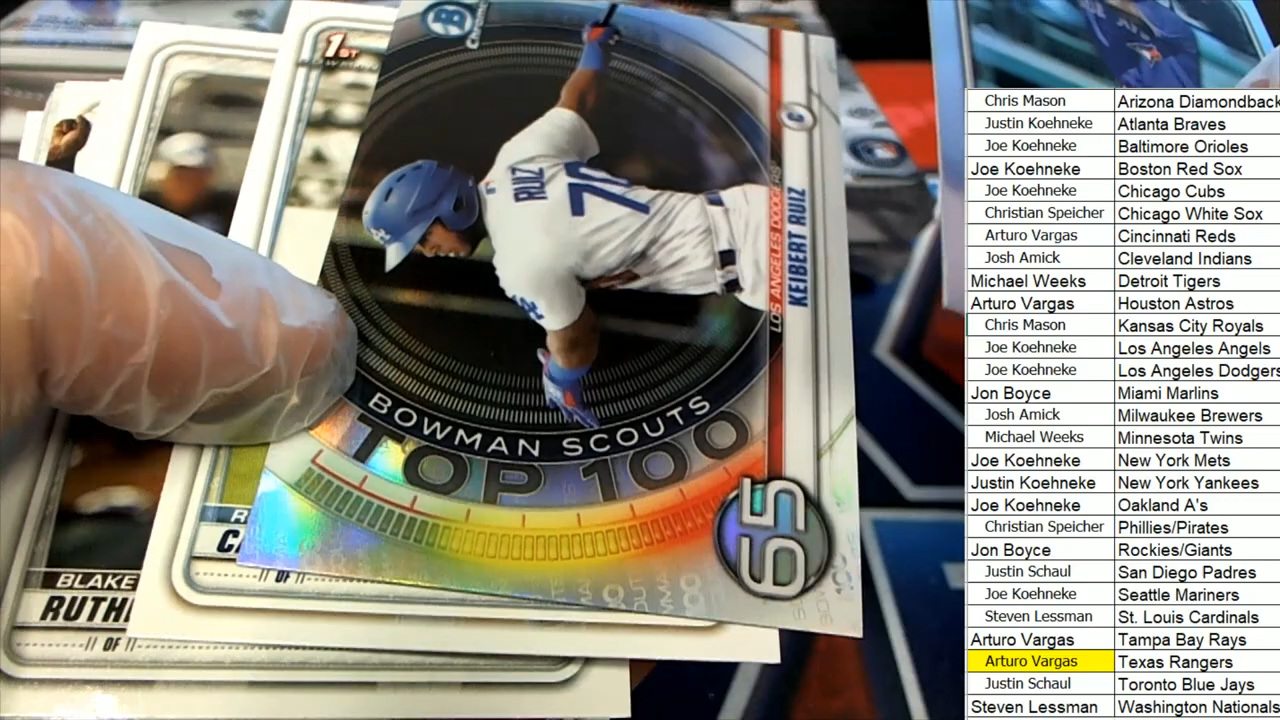 1ST
B
RUIZ
70
C
LOS ANGELES DODGERS
KEIBERT RUIZ
BOWMAN SCOUTS
TOP 100
65
BLAKE
OF
OF
Chris Mason Arizona Diamondback
Justin Koehneke Atlanta Braves
Joe Koehneke Baltimore Orioles
Joe Koehneke Boston Red Sox
Joe Koehneke Chicago Cubs
Christian Speicher Chicago White Sox
Arturo Vargas Cincinnati Reds
Josh Amick Cleveland Indians
Michael Weeks Detroit Tigers
Arturo Vargas Houston Astros
Chris Mason Kansas City Royals
Joe Koehneke Los Angeles Angels
Joe Koehneke Los Angeles Dodgers
Jon Boyce Miami Marlins
Josh Amick Milwaukee Brewers
Michael Weeks Minnesota Twins
Joe Koehneke New York Mets
Justin Koehneke New York Yankees
Joe Koehneke Oakland A's
Christian Speicher Phillies/Pirates
Jon Boyce Rockies/Giants
Justin Schaul San Diego Padres
Joe Koehneke Seattle Mariners
Steven Lessman St. Louis Cardinals
Arturo Vargas Tampa Bay Rays
Arturo Vargas Texas Rangers
Justin Schaul Toronto Blue Jays
Steven Lessman Washington Nationals